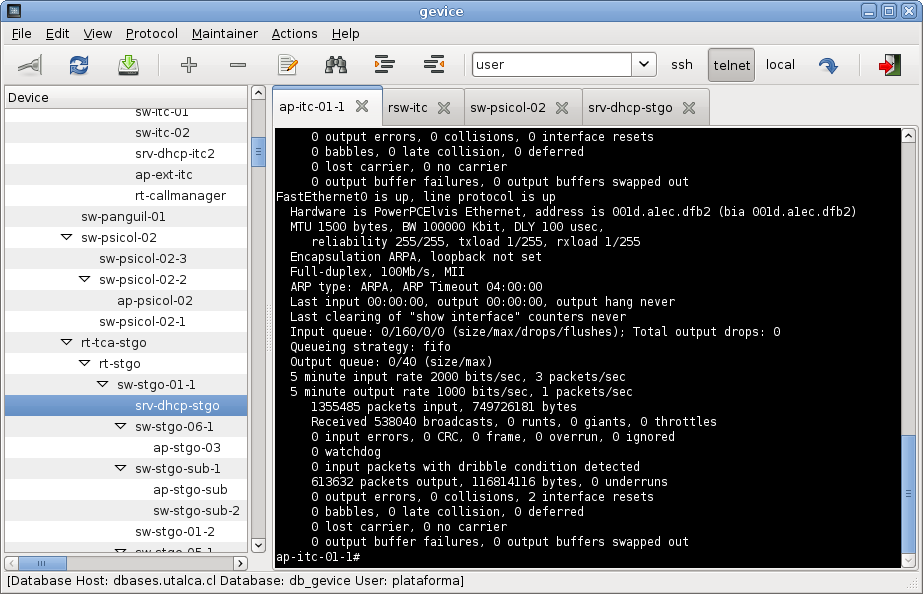 gevice
File Edit View Protocol Maintainer Actions Help
user ssh telnet local
Device
sw-itc-01
sw-itc-02
srv-dhcp-itc2
ap-ext-itc
rt-callmanager
sw-panguil-01
sw-psicol-02
sw-psicol-02-3
sw-psicol-02-2
ap-psicol-02
sw-psicol-02-1
rt-tca-stgo
rt-stgo
sw-stgo-01-1
srv-dhcp-stgo
sw-stgo-06-1
ap-stgo-03
sw-stgo-sub-1
ap-stgo-sub
sw-stgo-sub-2
sw-stgo-01-2
sw-stgo-05-1
ap-itc-01-1 rsw-itc sw-psicol-02 srv-dhcp-stgo
0 output errors, 0 collisions, 0 interface resets
0 babbles, 0 late collision, 0 deferred
0 lost carrier, 0 no carrier
0 output buffer failures, 0 output buffers swapped out
FastEthernet0 is up, line protocol is up
Hardware is PowerPCElvis Ethernet, address is 001d.a1ec.dfb2 (bia 001d.a1ec.dfb2)
MTU 1500 bytes, BW 100000 Kbit, DLY 100 usec,
reliability 255/255, txload 1/255, rxload 1/255
Encapsulation ARPA, loopback not set
Full-duplex, 100Mb/s, MII
ARP type: ARPA, ARP Timeout 04:00:00
Last input 00:00:00, output 00:00:00, output hang never
Last clearing of "show interface" counters never
Input queue: 0/160/0/0 (size/max/drops/flushes); Total output drops: 0
Queueing strategy: fifo
Output queue: 0/40 (size/max)
5 minute input rate 2000 bits/sec, 3 packets/sec
5 minute output rate 1000 bits/sec, 1 packets/sec
1355485 packets input, 749726181 bytes
Received 538040 broadcasts, 0 runts, 0 giants, 0 throttles
0 input errors, 0 CRC, 0 frame, 0 overrun, 0 ignored
0 watchdog
0 input packets with dribble condition detected
613632 packets output, 116814116 bytes, 0 underruns
0 output errors, 0 collisions, 2 interface resets
0 babbles, 0 late collision, 0 deferred
0 lost carrier, 0 no carrier
0 output buffer failures, 0 output buffers swapped out
ap-itc-01-1#
[Database Host: dbases.utalca.cl Database: db_gevice User: plataforma]